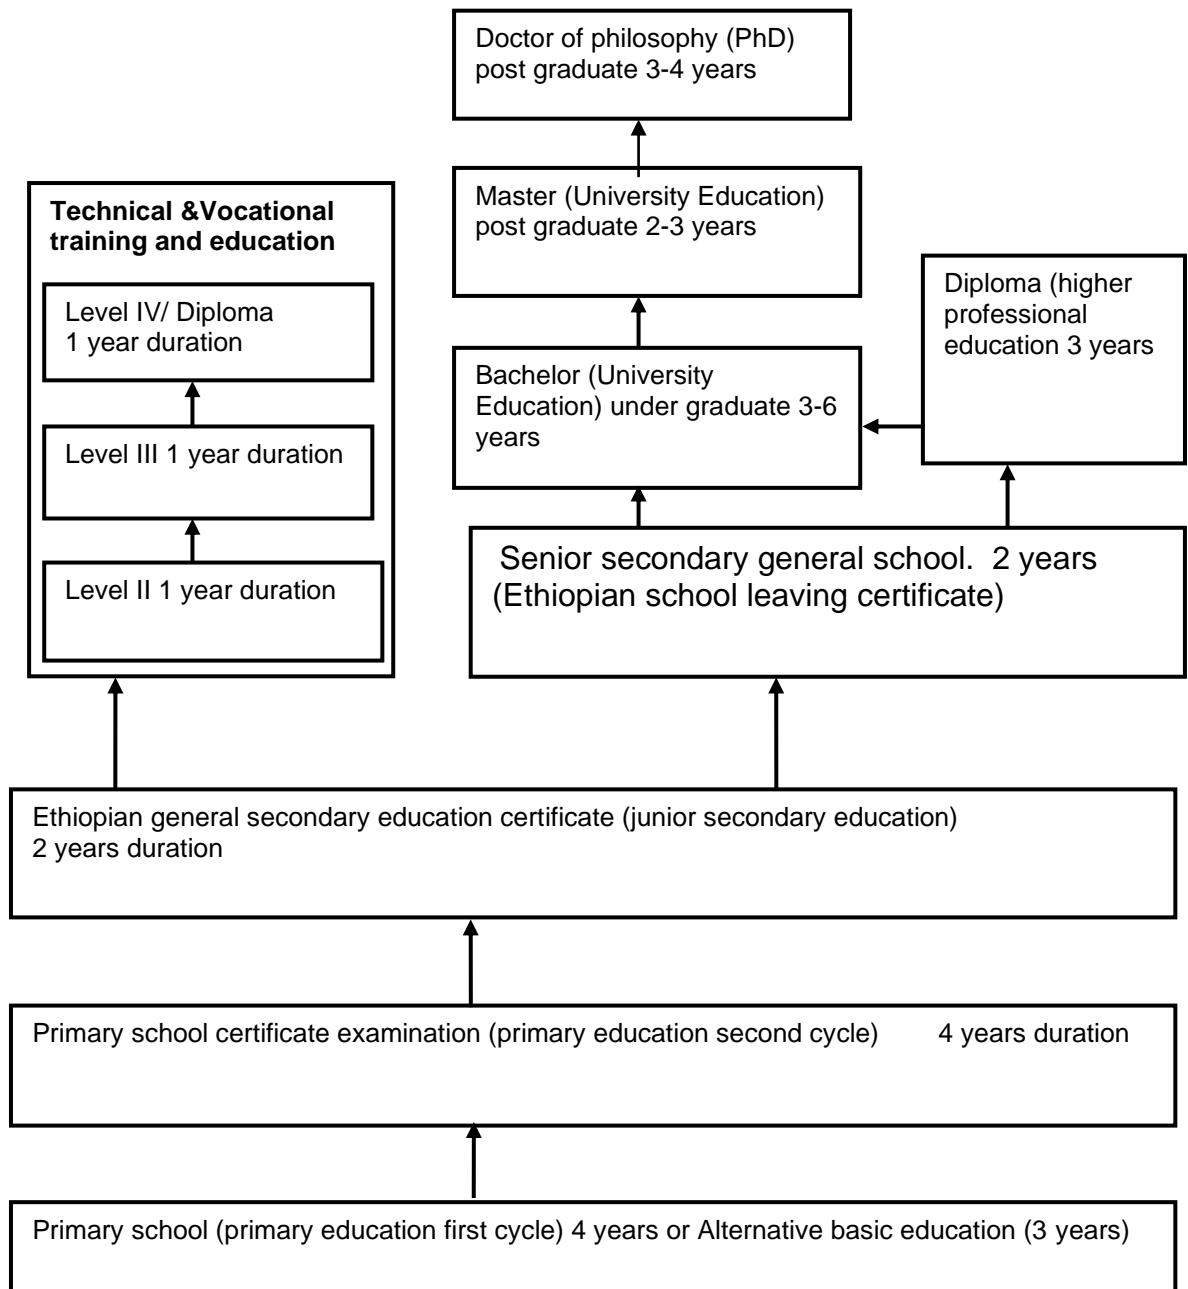 Doctor of philosophy (PhD)
post graduate 3-4 years
Master (University Education)
post graduate 2-3 years
Technical &Vocational
training and education
Level IV/ Diploma
1 year duration
Level III 1 year duration
Level II 1 year duration
Diploma (higher
professional
education 3 years
Bachelor (University
Education) under graduate 3-6
years
Senior secondary general school.  2 years
(Ethiopian school leaving certificate)
Ethiopian general secondary education certificate (junior secondary education)
2 years duration
Primary school certificate examination (primary education second cycle)        4 years duration
Primary school (primary education first cycle) 4 years or Alternative basic education (3 years)